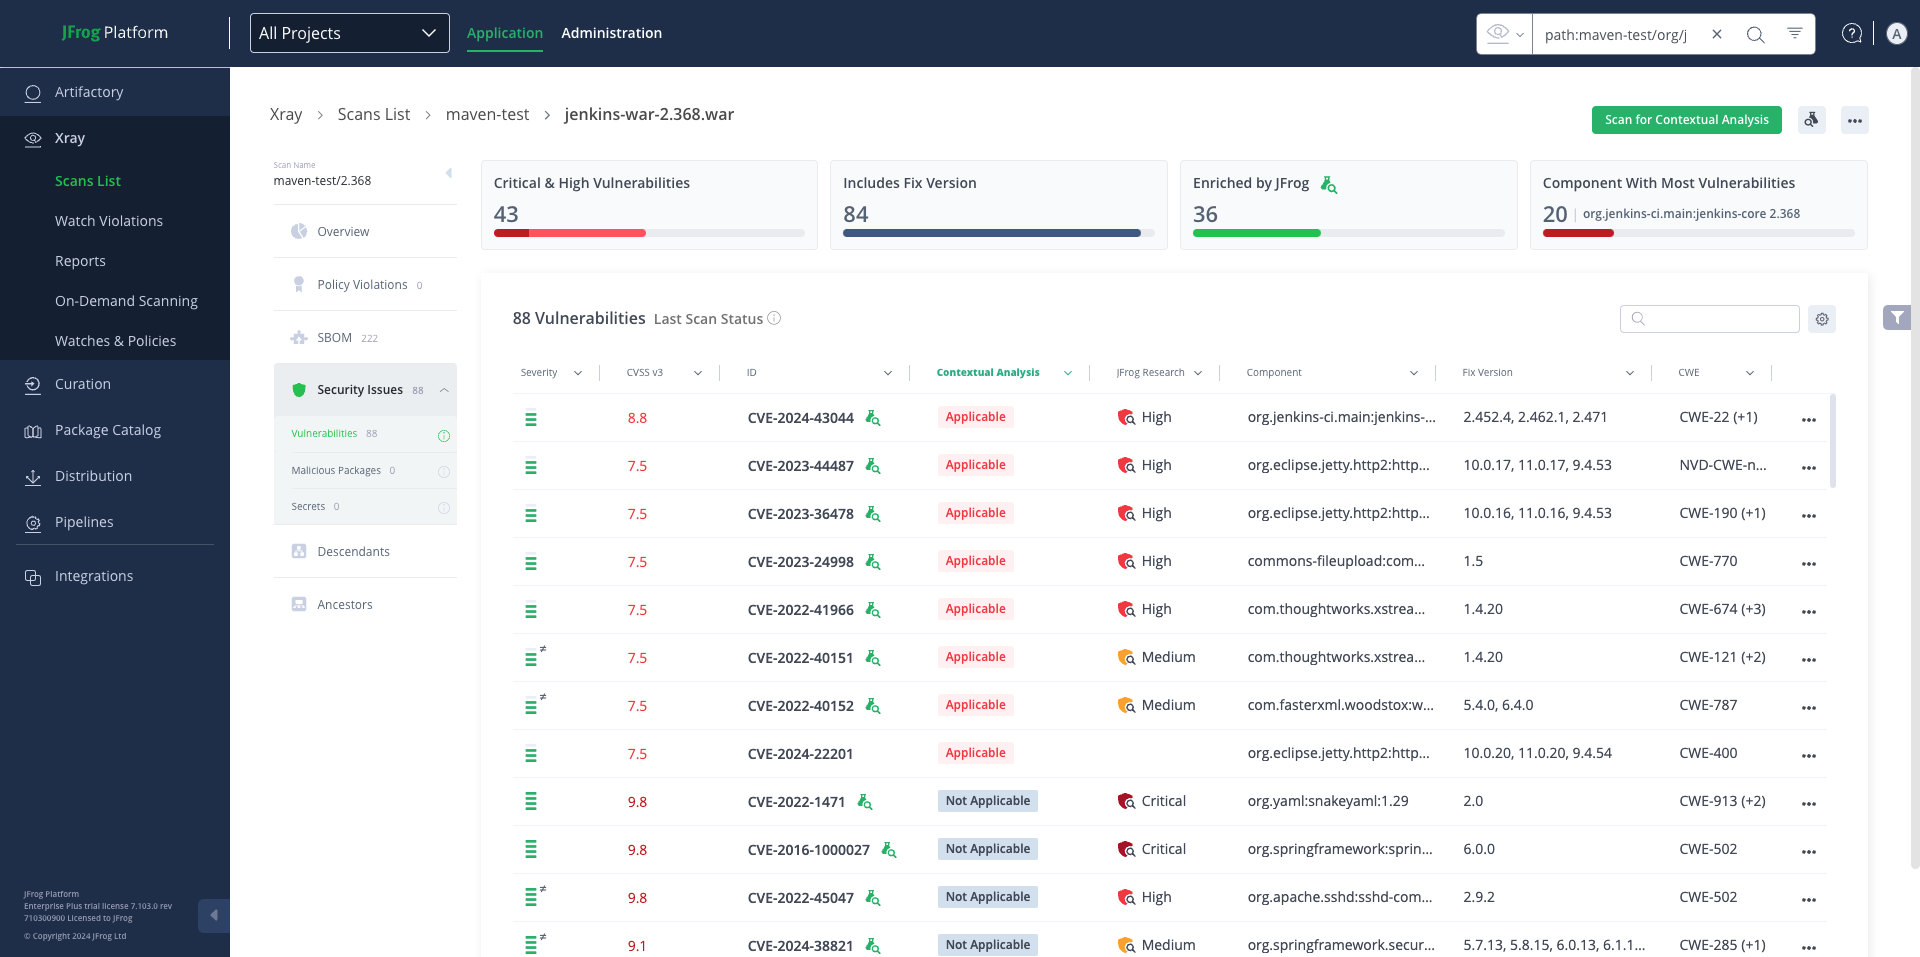 JFrog Platform
All Projects
Application
Administration
path:maven-test/org/j
A
Artifactory
Xray
Scans List
Watch Violations
Reports
On-Demand Scanning
Watches & Policies
Curation
Package Catalog
Distribution
Pipelines
Integrations
JFrog Platform
Enterprise Plus trial license 7.103.0 rev
710300900 Licensed to JFrog
© Copyright 2024 JFrog Ltd
Xray > Scans List > maven-test > jenkins-war-2.368.war
Scan for Contextual Analysis
Scan Name
maven-test/2.368
Overview
Policy Violations 0
SBOM 222
Security Issues 88
Vulnerabilities 88
Malicious Packages 0
Secrets 0
Descendants
Ancestors
Critical & High Vulnerabilities
43
Includes Fix Version
84
Enriched by JFrog
36
Component With Most Vulnerabilities
20 | org.jenkins-ci.main:jenkins-core 2.368
88 Vulnerabilities Last Scan Status
Severity CVSS v3 ID Contextual Analysis JFrog Research Component Fix Version CWE
8.8 CVE-2024-43044 Applicable High org.jenkins-ci.main:jenkins-... 2.452.4, 2.462.1, 2.471 CWE-22 (+1)
7.5 CVE-2023-44487 Applicable High org.eclipse.jetty.http2:http... 10.0.17, 11.0.17, 9.4.53 NVD-CWE-n...
7.5 CVE-2023-36478 Applicable High org.eclipse.jetty.http2:http... 10.0.16, 11.0.16, 9.4.53 CWE-190 (+1)
7.5 CVE-2023-24998 Applicable High commons-fileupload:com... 1.5 CWE-770
7.5 CVE-2022-41966 Applicable High com.thoughtworks.xstrea... 1.4.20 CWE-674 (+3)
≠ 7.5 CVE-2022-40151 Applicable Medium com.thoughtworks.xstrea... 1.4.20 CWE-121 (+2)
≠ 7.5 CVE-2022-40152 Applicable Medium com.fasterxml.woodstox:w... 5.4.0, 6.4.0 CWE-787
7.5 CVE-2024-22201 Applicable org.eclipse.jetty.http2:http... 10.0.20, 11.0.20, 9.4.54 CWE-400
9.8 CVE-2022-1471 Not Applicable Critical org.yaml:snakeyaml:1.29 2.0 CWE-913 (+2)
9.8 CVE-2016-1000027 Not Applicable Critical org.springframework:sprin... 6.0.0 CWE-502
≠ 9.8 CVE-2022-45047 Not Applicable High org.apache.sshd:sshd-com... 2.9.2 CWE-502
≠ 9.1 CVE-2024-38821 Not Applicable Medium org.springframework.secur... 5.7.13, 5.8.15, 6.0.13, 6.1.1... CWE-285 (+1)